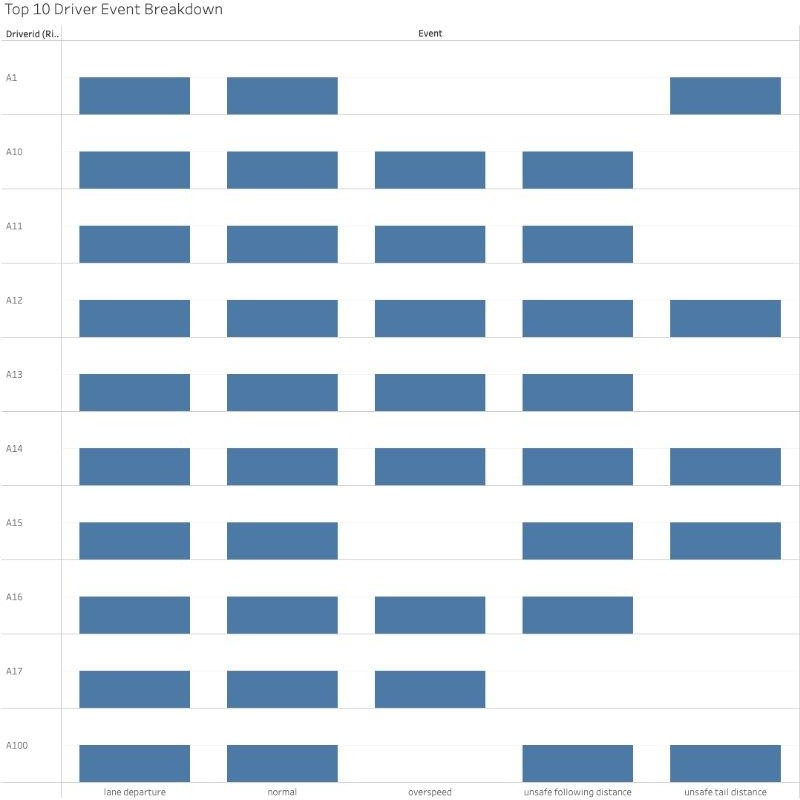 Top 10 Driver Event Breakdown
Driverid (Ri.. Event
A1
A10
A11
A12
A13
A14
A15
A16
A17
A100
lane departure normal overspeed unsafe following distance unsafe tail distance